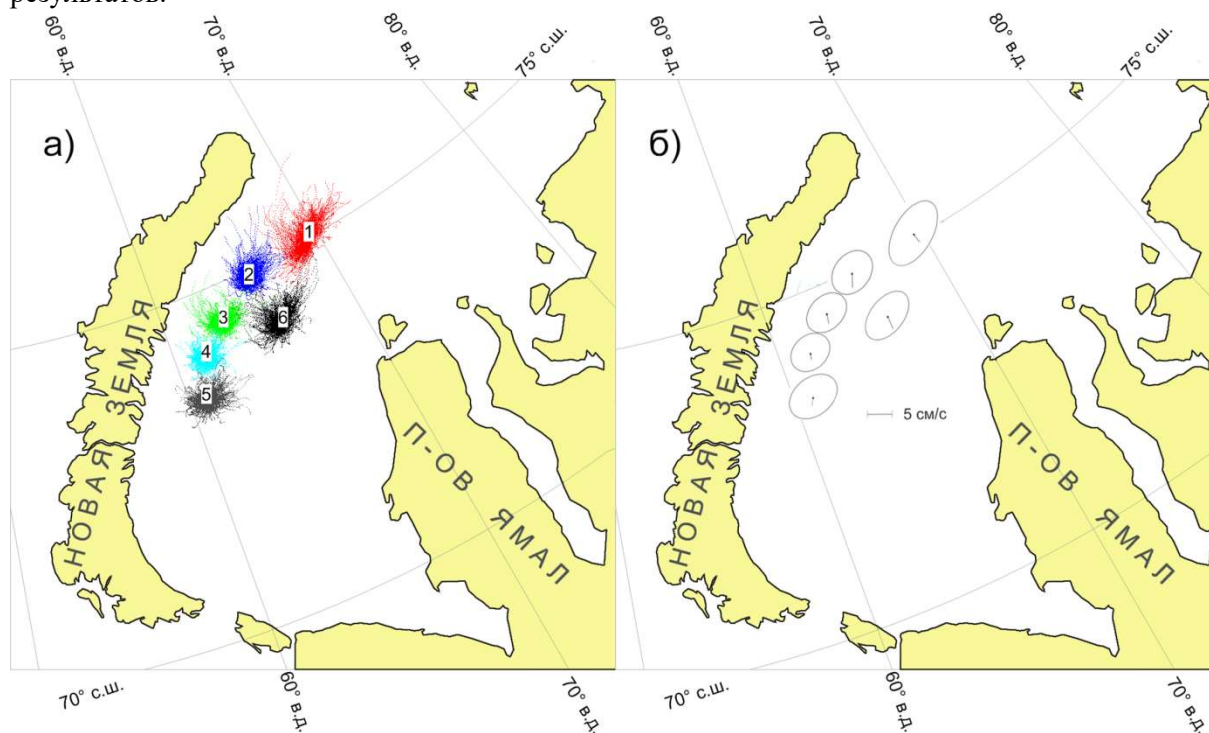 результатов.
60° в.д.
70° в.д.
80° в.д.
75° с.ш.
60° в.д.
70° в.д.
80° в.д.
75° с.ш.
а)
б)
1
2
3
6
4
5
НОВАЯ ЗЕМЛЯ
П-ОВ ЯМАЛ
5 см/с
НОВАЯ ЗЕМЛЯ
П-ОВ ЯМАЛ
70° с.ш.
60° в.д.
70° в.д.
70° с.ш.
60° в.д.
70° в.д.